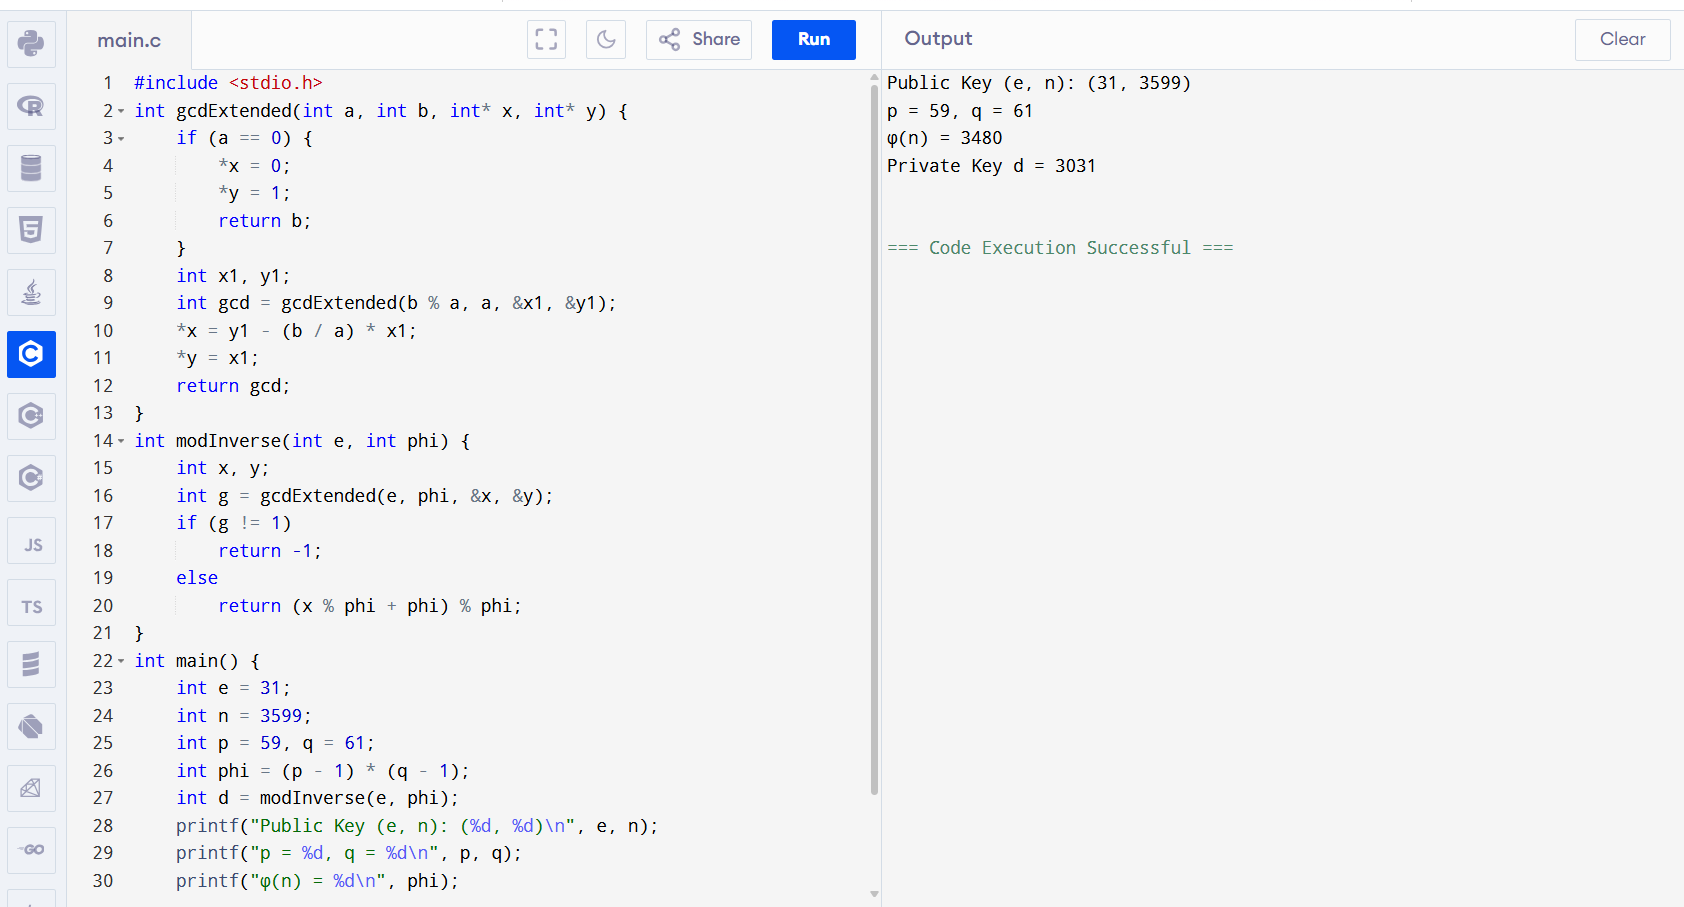 main.c
Share
Run
Output
Clear
1 #include <stdio.h>
2 int gcdExtended(int a, int b, int* x, int* y) {
3     if (a == 0) {
4         *x = 0;
5         *y = 1;
6         return b;
7     }
8     int x1, y1;
9     int gcd = gcdExtended(b % a, a, &x1, &y1);
10     *x = y1 - (b / a) * x1;
11     *y = x1;
12     return gcd;
13 }
14 int modInverse(int e, int phi) {
15     int x, y;
16     int g = gcdExtended(e, phi, &x, &y);
17     if (g != 1)
18         return -1;
19     else
20         return (x % phi + phi) % phi;
21 }
22 int main() {
23     int e = 31;
24     int n = 3599;
25     int p = 59, q = 61;
26     int phi = (p - 1) * (q - 1);
27     int d = modInverse(e, phi);
28     printf("Public Key (e, n): (%d, %d)\n", e, n);
29     printf("p = %d, q = %d\n", p, q);
30     printf("φ(n) = %d\n", phi);
Public Key (e, n): (31, 3599)
p = 59, q = 61
φ(n) = 3480
Private Key d = 3031
=== Code Execution Successful ===
R
5
C
C
C
JS
TS
GO